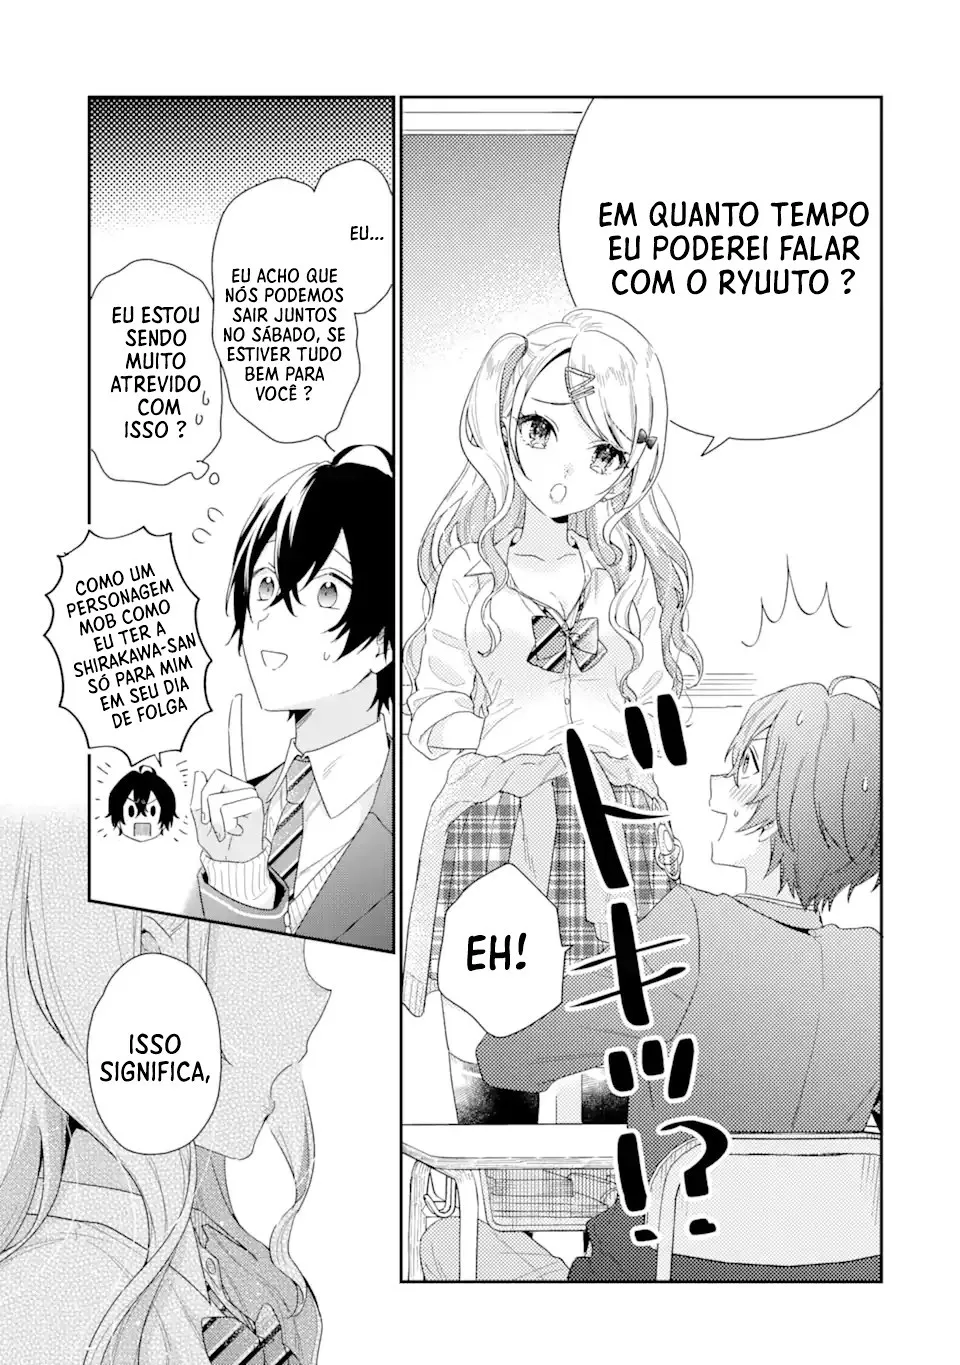 EM QUANTO TEMPO
EU PODEREI FALAR
COM O RYUUTO ?
EH!
ドキッ!?
EU...
EU ACHO QUE
NÓS PODEMOS
SAIR JUNTOS
NO SÁBADO, SE
ESTIVER TUDO
BEM PARA
VOCÊ ?
EU ESTOU
SENDO
MUITO
ATREVIDO
COM
ISSO ?
COMO UM
PERSONAGEM
MOB COMO
EU TER A
SHIRAKAWA-SAN
SÓ PARA MIM
EM SEU DIA
DE FOLGA
ISSO
SIGNIFICA,